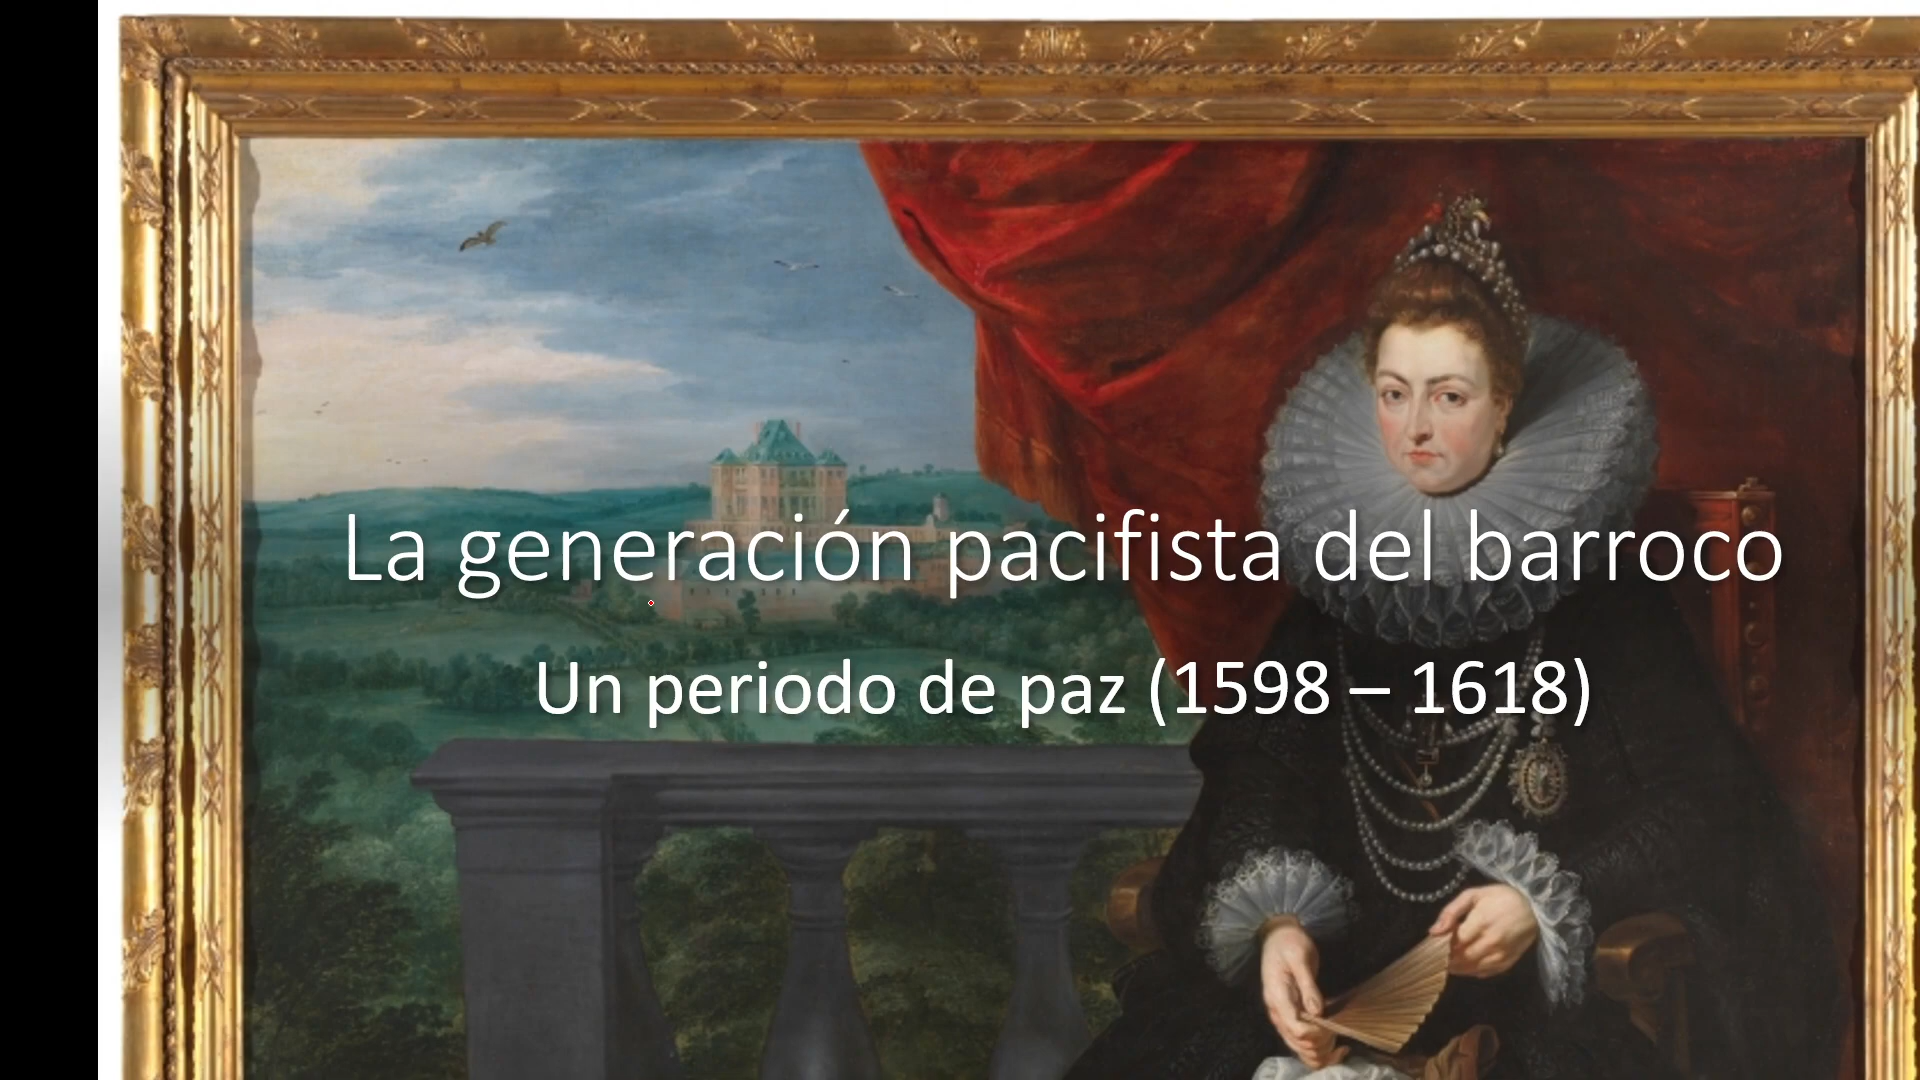 La generación pacifista del barroco
Un periodo de paz (1598 – 1618)